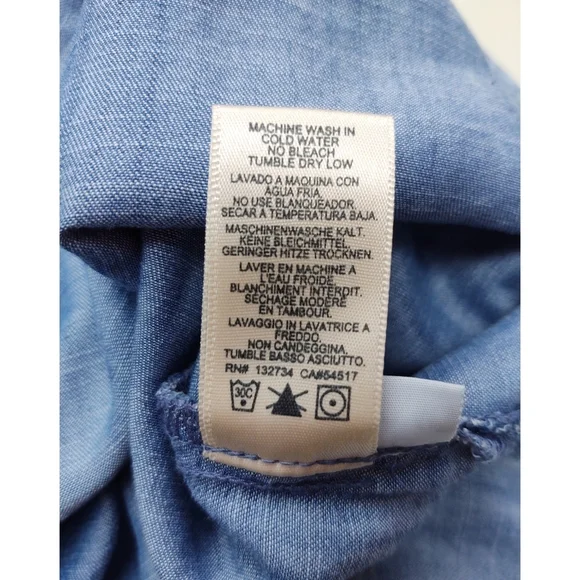 MACHINE WASH IN
COLD WATER
NO BLEACH
TUMBLE DRY LOW
LAVADO A MAQUINA CON
AGUA FRIA.
NO USE BLANQUEADOR.
SECAR A TEMPERATURA BAJA.
MASCHINENWASCHE KALT.
KEINE BLEICHMITTEL.
GERINGER HITZE TROCKNEN.
LAVER EN MACHINE A
L'EAU FROIDE.
BLANCHIMENT INTERDIT.
SÉCHAGE MODÉRÉ
EN TAMBOUR.
LAVAGGIO IN LAVATRICE A
FREDDO.
NON CANDEGGINA.
TUMBLE BASSO ASCIUTTO.
RN# 132734 CA#54517
30C